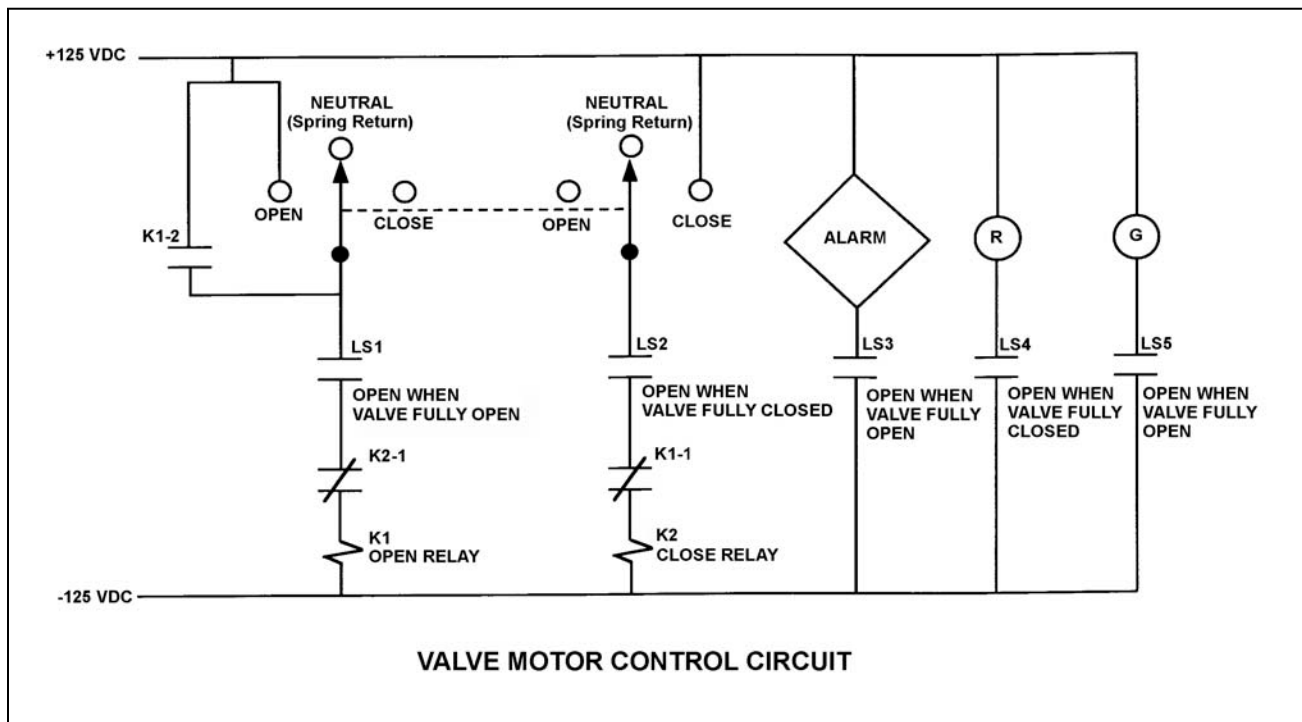 +125 VDC
NEUTRAL
(Spring Return)
NEUTRAL
(Spring Return)
OPEN
CLOSE
OPEN
CLOSE
K1-2
ALARM
R
G
LS1
OPEN WHEN
VALVE FULLY OPEN
LS2
OPEN WHEN
VALVE FULLY CLOSED
LS3
OPEN WHEN
VALVE FULLY
OPEN
LS4
OPEN WHEN
VALVE FULLY
CLOSED
LS5
OPEN WHEN
VALVE FULLY
OPEN
K2-1
K1-1
K1
OPEN RELAY
K2
CLOSE RELAY
-125 VDC
VALVE MOTOR CONTROL CIRCUIT